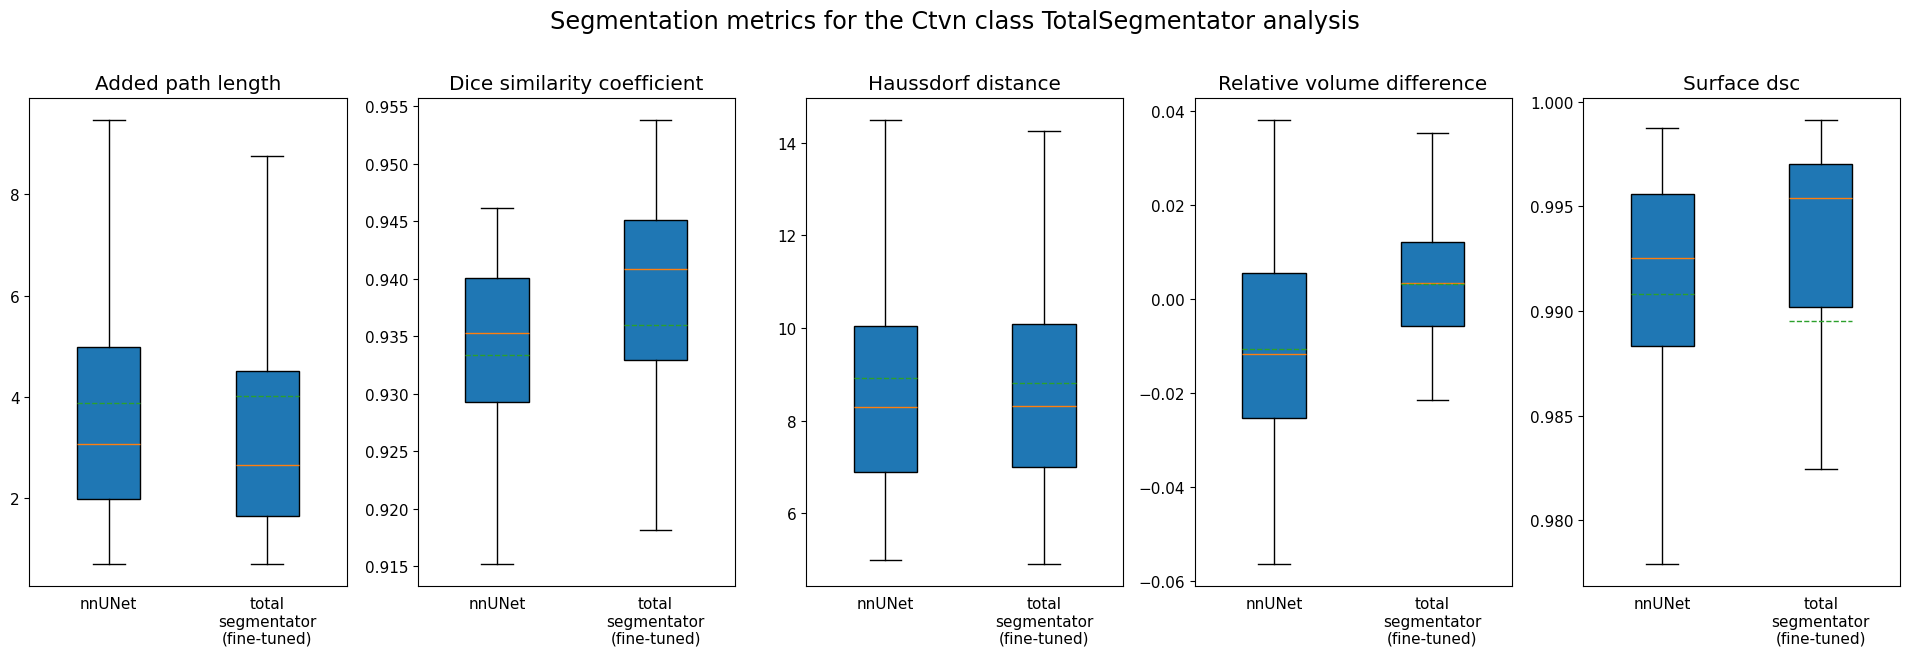 Segmentation metrics for the Ctvn class TotalSegmentator analysis
Added path length
8
6
4
2
nnUNet
total
segmentator
(fine-tuned)
Dice similarity coefficient
0.955
0.950
0.945
0.940
0.935
0.930
0.925
0.920
0.915
nnUNet
total
segmentator
(fine-tuned)
Haussdorf distance
14
12
10
8
6
nnUNet
total
segmentator
(fine-tuned)
Relative volume difference
0.04
0.02
0.00
−0.02
−0.04
−0.06
nnUNet
total
segmentator
(fine-tuned)
Surface dsc
1.000
0.995
0.990
0.985
0.980
nnUNet
total
segmentator
(fine-tuned)